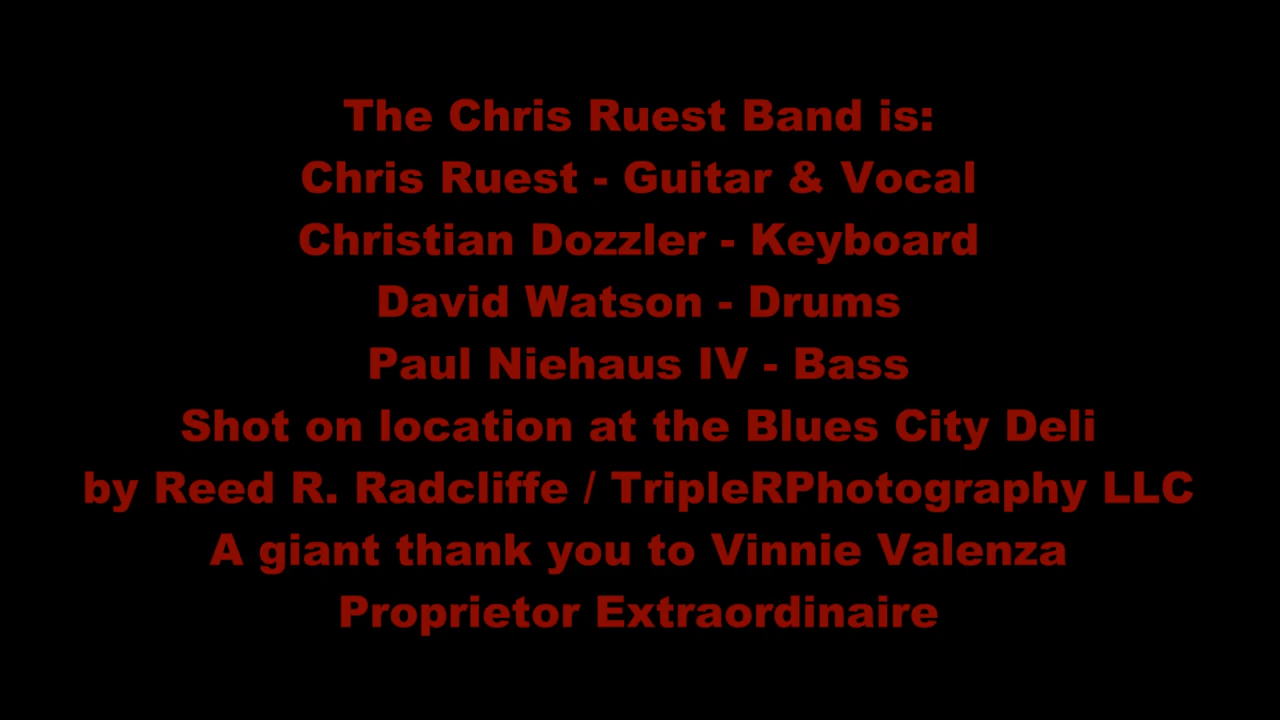 The Chris Ruest Band is:
Chris Ruest - Guitar & Vocal
Christian Dozzler - Keyboard
David Watson - Drums
Paul Niehaus IV - Bass
Shot on location at the Blues City Deli
by Reed R. Radcliffe / TripleRPhotography LLC
A giant thank you to Vinnie Valenza
Proprietor Extraordinaire